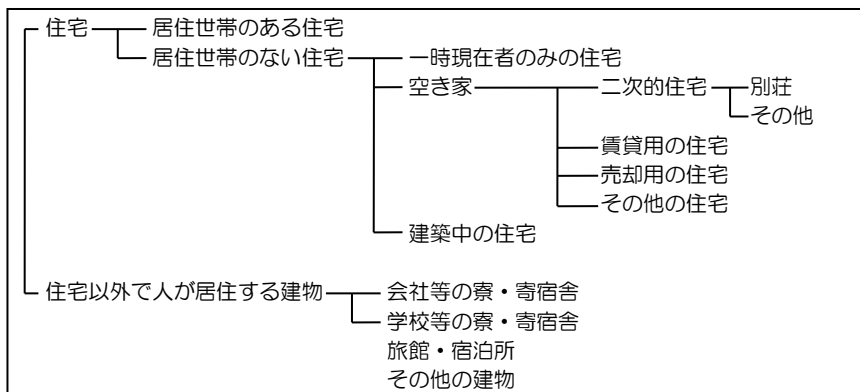 住宅 居住世帯のある住宅
居住世帯のない住宅 一時現在者のみの住宅
空き家 二次的住宅 別荘
その他
賃貸用の住宅
売却用の住宅
その他の住宅
建築中の住宅
住宅以外で人が居住する建物 会社等の寮・寄宿舎
学校等の寮・寄宿舎
旅館・宿泊所
その他の建物